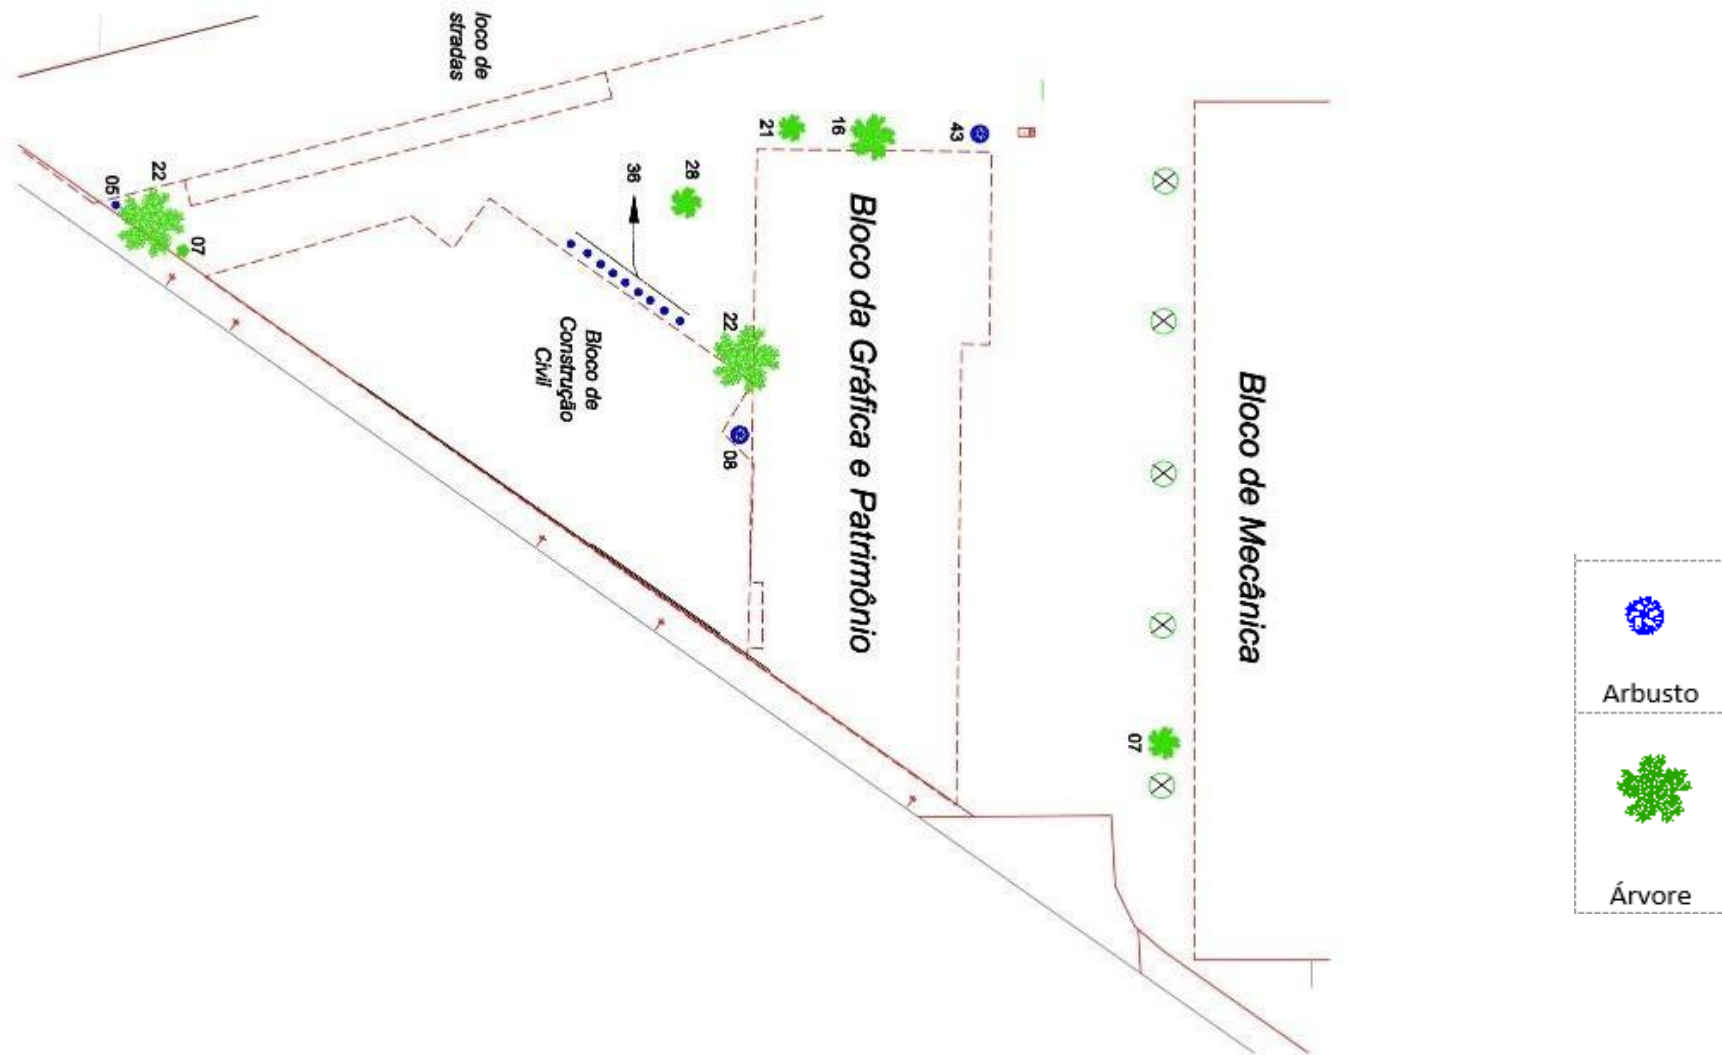 loco de
stradas
22
05
07
36
28
21
16
43
22
08
Bloco de
Construção
Civil
Bloco da Gráfica e Patrimônio
Bloco de Mecânica
07
Arbusto
Árvore